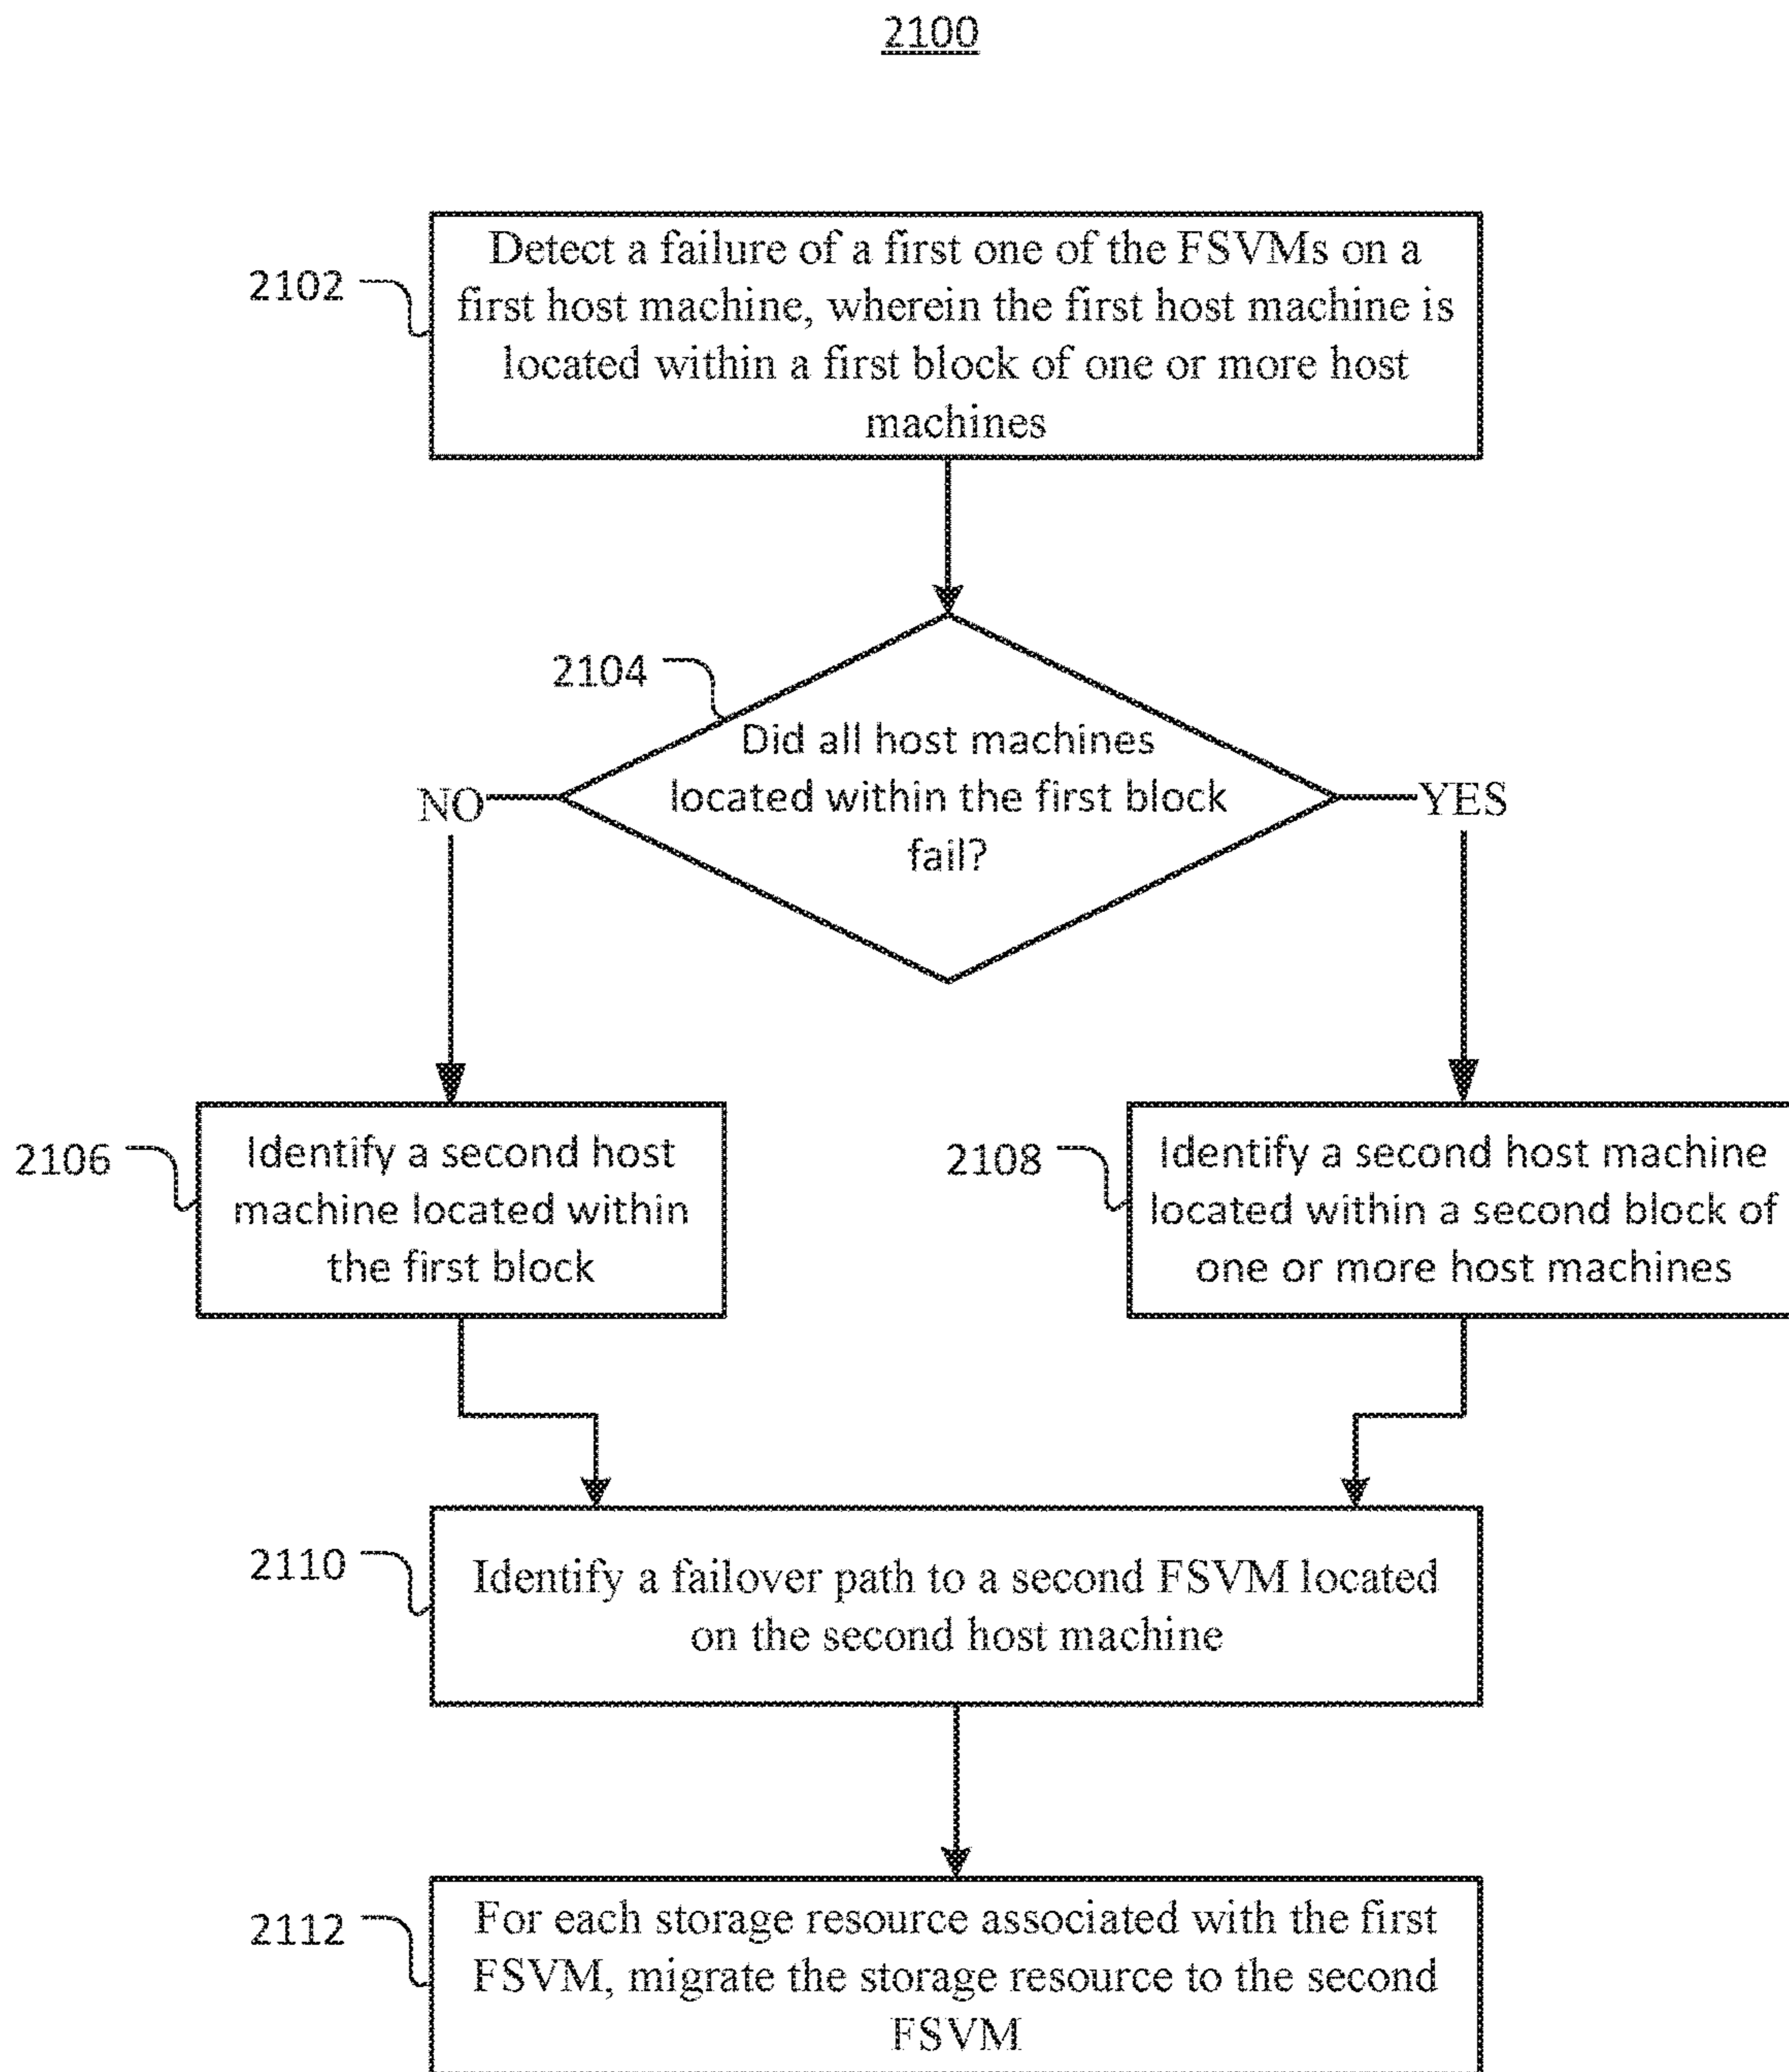 2100
2102
Detect a failure of a first one of the FSVMs on a
first host machine, wherein the first host machine is
located within a first block of one or more host
machines
2104
Did all host machines
located within the first block
fail?
NO
YES
2106
Identify a second host
machine located within
the first block
2108
Identify a second host machine
located within a second block of
one or more host machines
2110
Identify a failover path to a second FSVM located
on the second host machine
2112
For each storage resource associated with the first
FSVM, migrate the storage resource to the second
FSVM